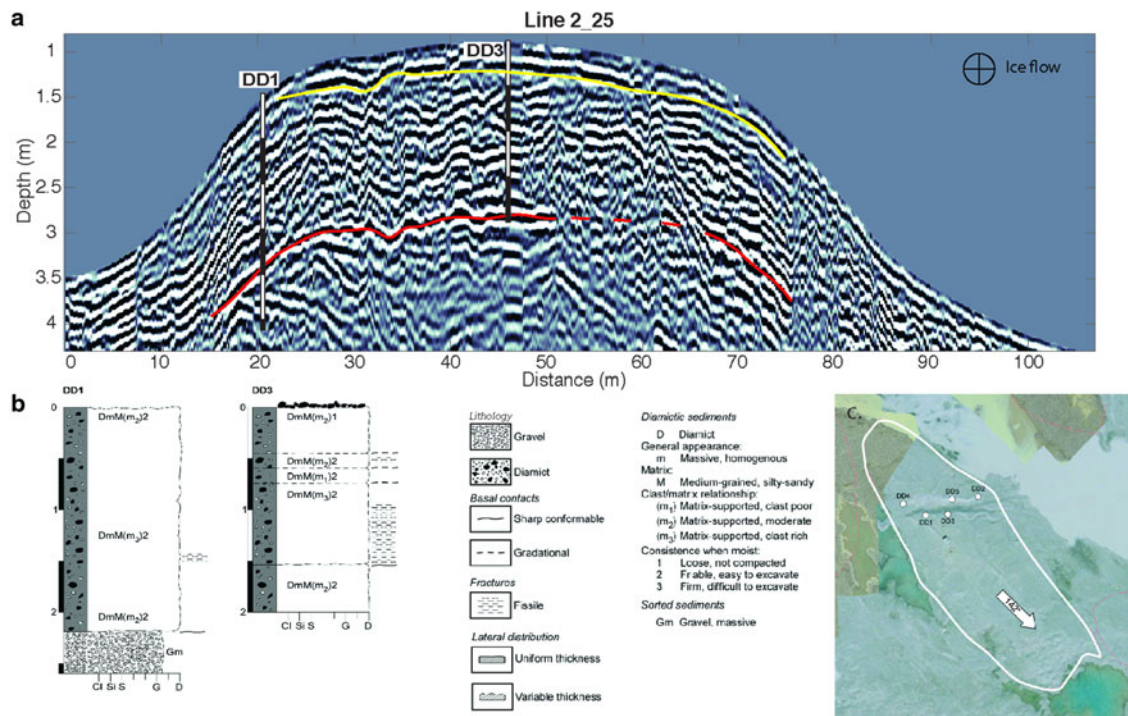 a
Line 2_25
DD1
DD3
Ice flow
Depth (m)
1
1.5
2
2.5
3
3.5
4
0 10 20 30 40 50 60 70 80 90 100
Distance (m)
b
DD1
0
1
2
DmM(m₂)2
DmM(m₂)2
DmM(m₂)2
Gm
Cl Si S G D
DD3
0
1
2
DmM(m₂)1
DmM(m₂)2
DmM(m₁)2
DmM(m₃)2
DmM(m₂)2
Cl Si S G D
Lithology
Gravel
Diamict
Basal contacts
Sharp conformable
Gradational
Fractures
Fissile
Lateral distribution
Uniform thickness
Variable thickness
Diamictic sediments
D Diamict
General appearance:
m Massive, homogenous
Matrix:
M Medium-grained, silty-sandy
Clast/matrix relationship:
(m₁) Matrix-supported, clast poor
(m₂) Matrix-supported, moderate
(m₃) Matrix-supported, clast rich
Consistence when moist:
1 Loose, not compacted
2 Friable, easy to excavate
3 Firm, difficult to excavate
Sorted sediments
Gm Gravel, massive
C.
DD4
DD5
DD2
DD1
DD3
142°